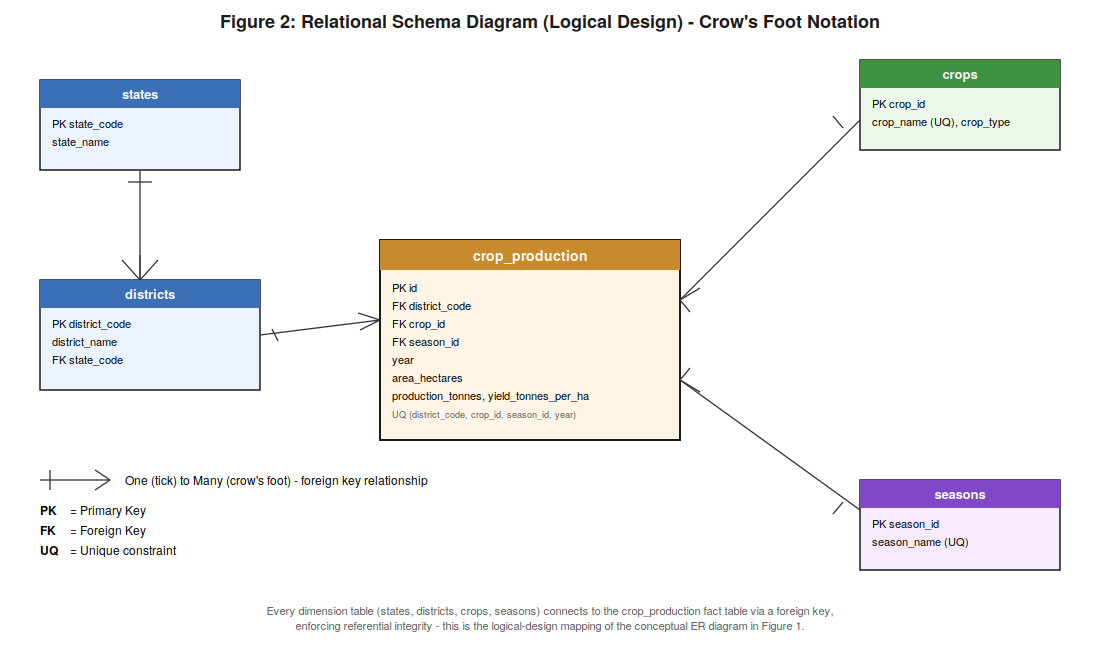 Figure 2: Relational Schema Diagram (Logical Design) - Crow's Foot Notation
states
PK state_code
state_name
crops
PK crop_id
crop_name (UQ), crop_type
crop_production
PK id
FK district_code
FK crop_id
FK season_id
year
area_hectares
production_tonnes, yield_tonnes_per_ha
UQ (district_code, crop_id, season_id, year)
districts
PK district_code
district_name
FK state_code
One (tick) to Many (crow's foot) - foreign key relationship
PK = Primary Key
FK = Foreign Key
UQ = Unique constraint
seasons
PK season_id
season_name (UQ)
Every dimension table (states, districts, crops, seasons) connects to the crop_production fact table via a foreign key,
enforcing referential integrity - this is the logical-design mapping of the conceptual ER diagram in Figure 1.